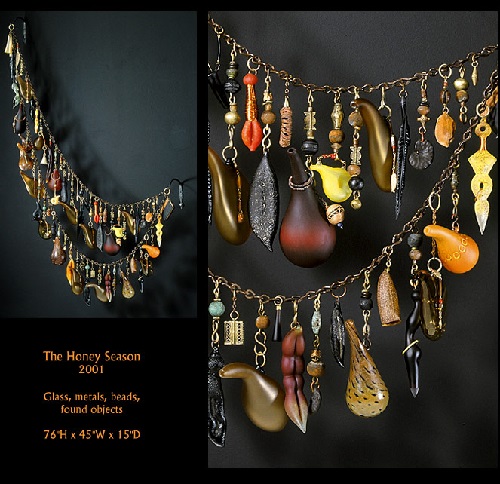 The Honey Season
2001
Glass, metals, beads,
found objects
76"H x 45"W x 15"D